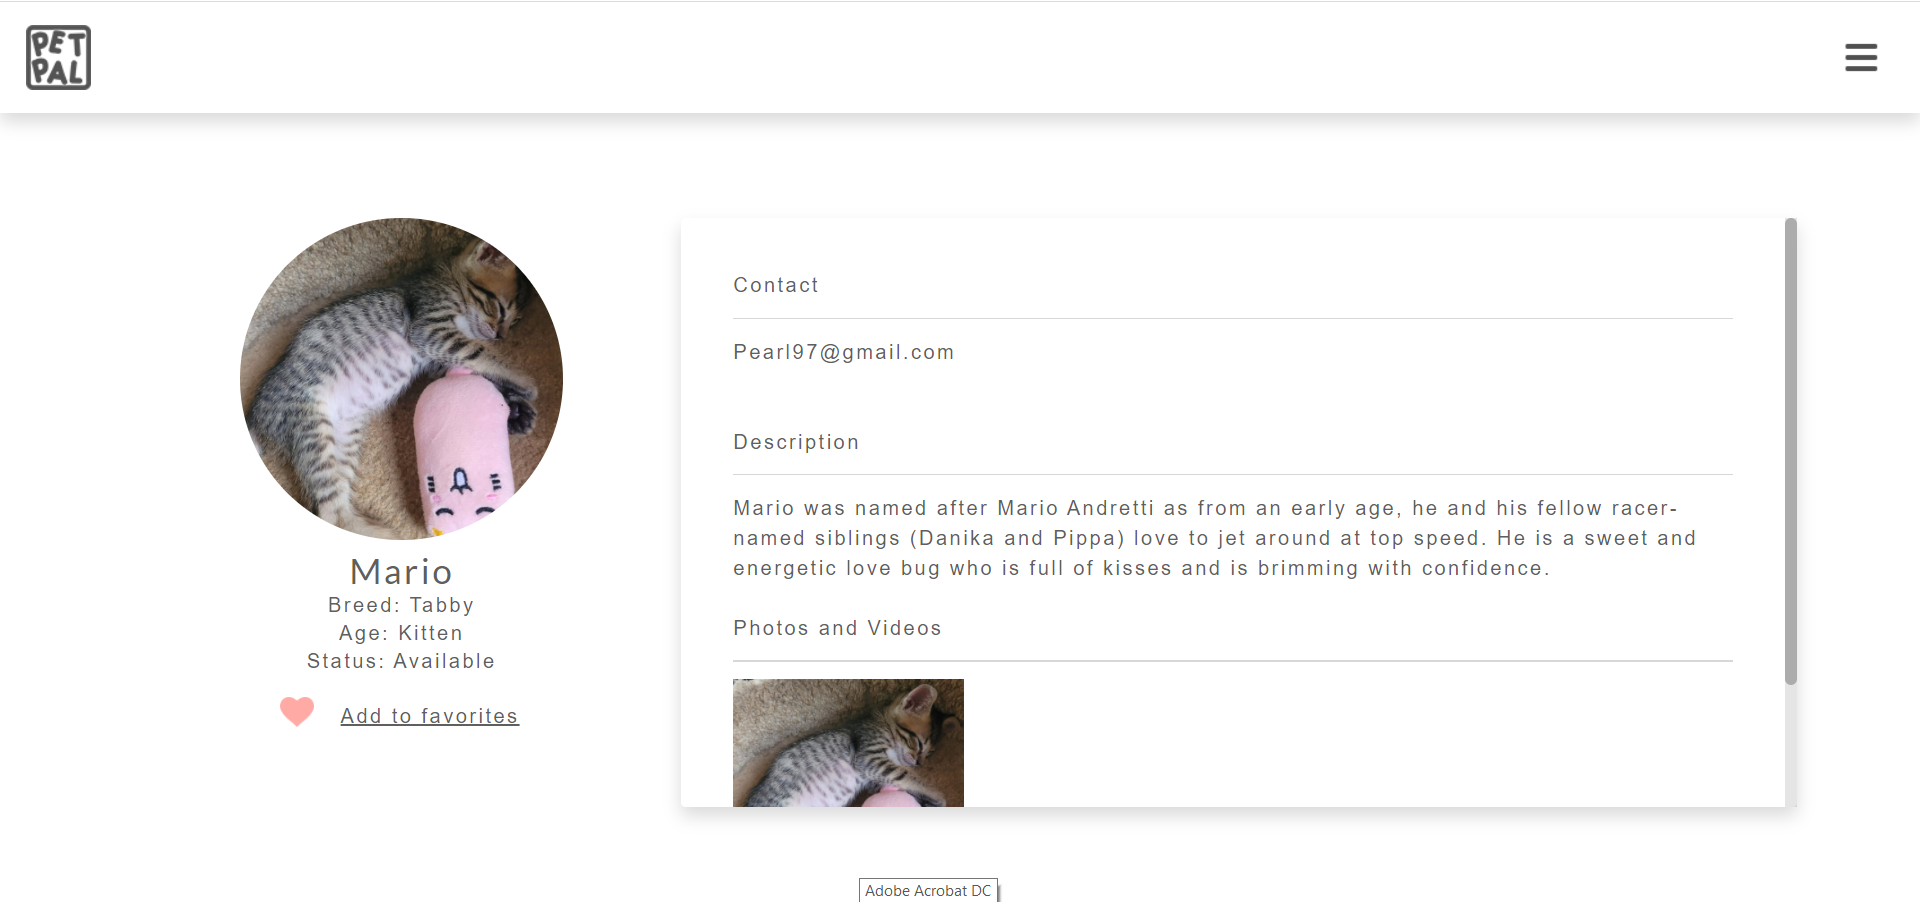 PET
PAL
Contact
Pearl97@gmail.com
Description
Mario was named after Mario Andretti as from an early age, he and his fellow racer-
named siblings (Danika and Pippa) love to jet around at top speed. He is a sweet and
energetic love bug who is full of kisses and is brimming with confidence.
Photos and Videos
Mario
Breed: Tabby
Age: Kitten
Status: Available
Add to favorites
Adobe Acrobat DC